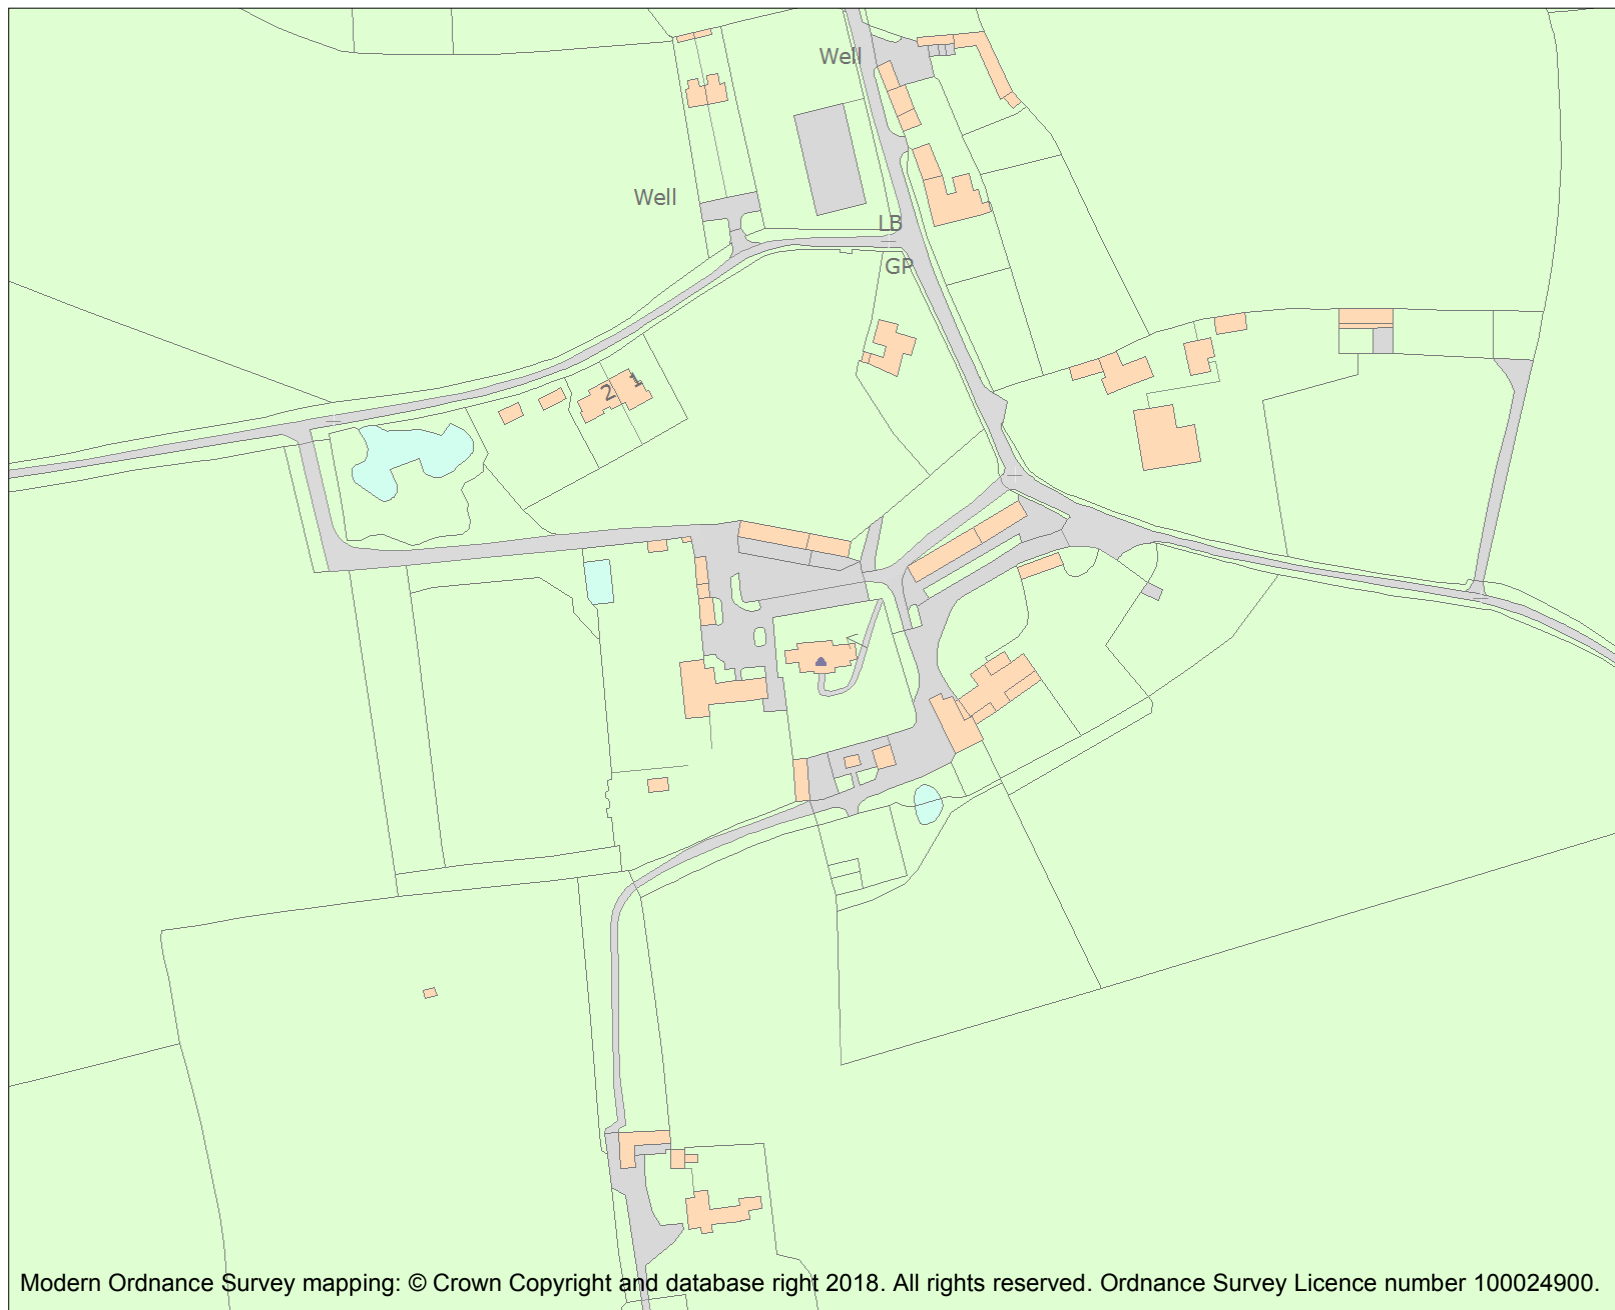 Well
Well
LB
GP
1
2
Modern Ordnance Survey mapping: © Crown Copyright and database right 2018. All rights reserved. Ordnance Survey Licence number 100024900.